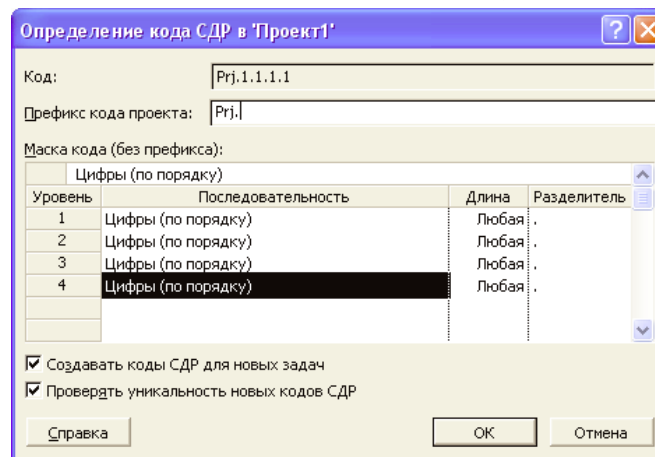 Определение кода СДР в 'Проект1'
Код: Prj.1.1.1.1
Префикс кода проекта: Prj.
Маска кода (без префикса):
Цифры (по порядку)
Уровень Последовательность Длина Разделитель
1 Цифры (по порядку) Любая .
2 Цифры (по порядку) Любая .
3 Цифры (по порядку) Любая .
4 Цифры (по порядку) Любая .
Создавать коды СДР для новых задач
Проверять уникальность новых кодов СДР
Справка ОК Отмена